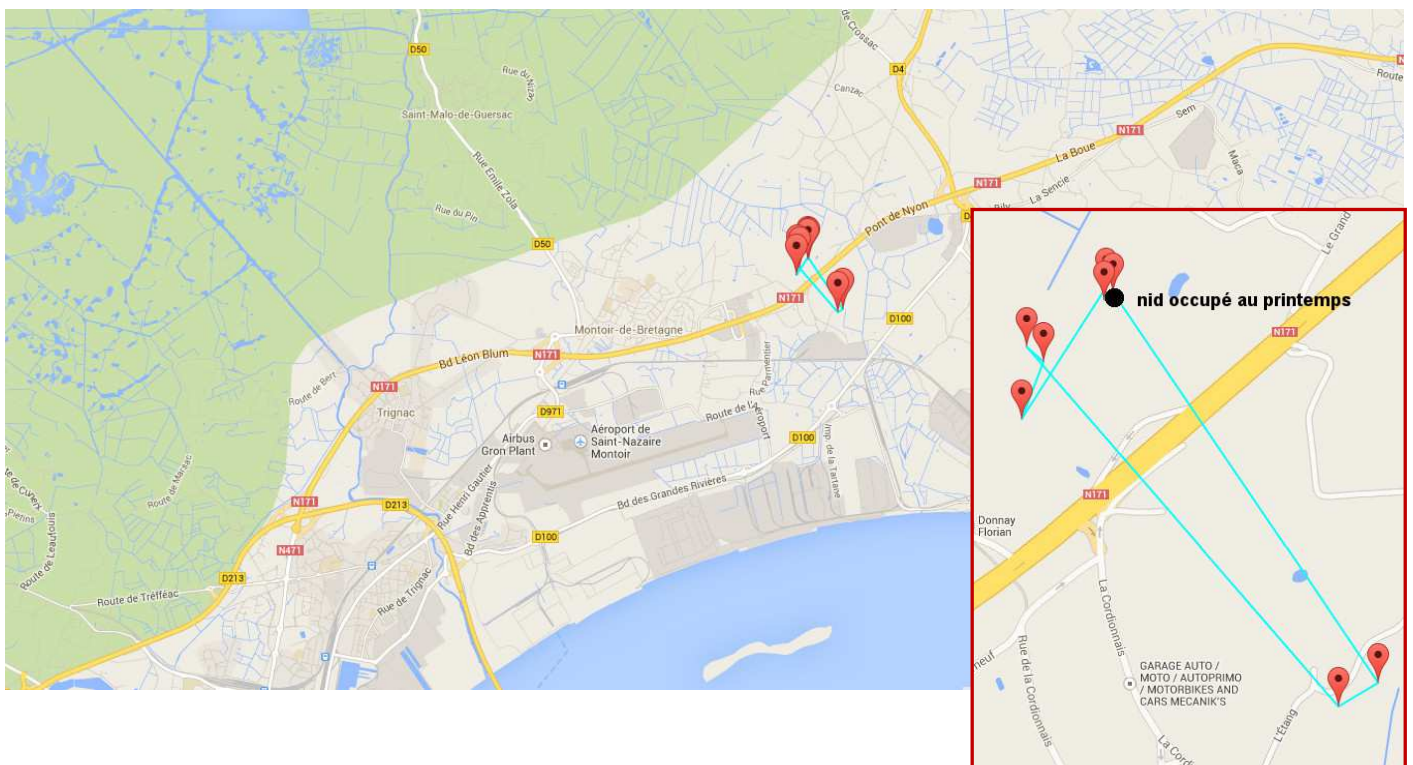 de Crossac
D50
D4
Rue du Nizan
Canzac
Route
Saint-Malo-de-Guersac
Sem
N171
La Boue
Maca
Rue Emile Zola
N171
La Sencie
Rue du Pin
Pont de Nyon
D50
N171
D100
Montoir-de-Bretagne
Bd Léon Blum
N171
Route de Bert
N171
Trignac
Rue Parmentier
D971
Route de l'Aéroport
Airbus
Gron Plant
Aéroport de
Saint-Nazaire
Montoir
D100
Imp. de la Tartane
Route de Marsac
Rue Henri Gautier
Bd des Apprentis
Bd des Grandes Rivières
N171
D213
D100
N471
D213
Route de Tréfféac
Rue de Trignac
Le Grand
nid occupé au printemps
N171
N171
Donnay
Florian
La Cordionnais
Rue de la Cordionnais
GARAGE AUTO /
MOTO / AUTOPRIMO
/ MOTORBIKES AND
CARS MECANIK'S
L'Étang